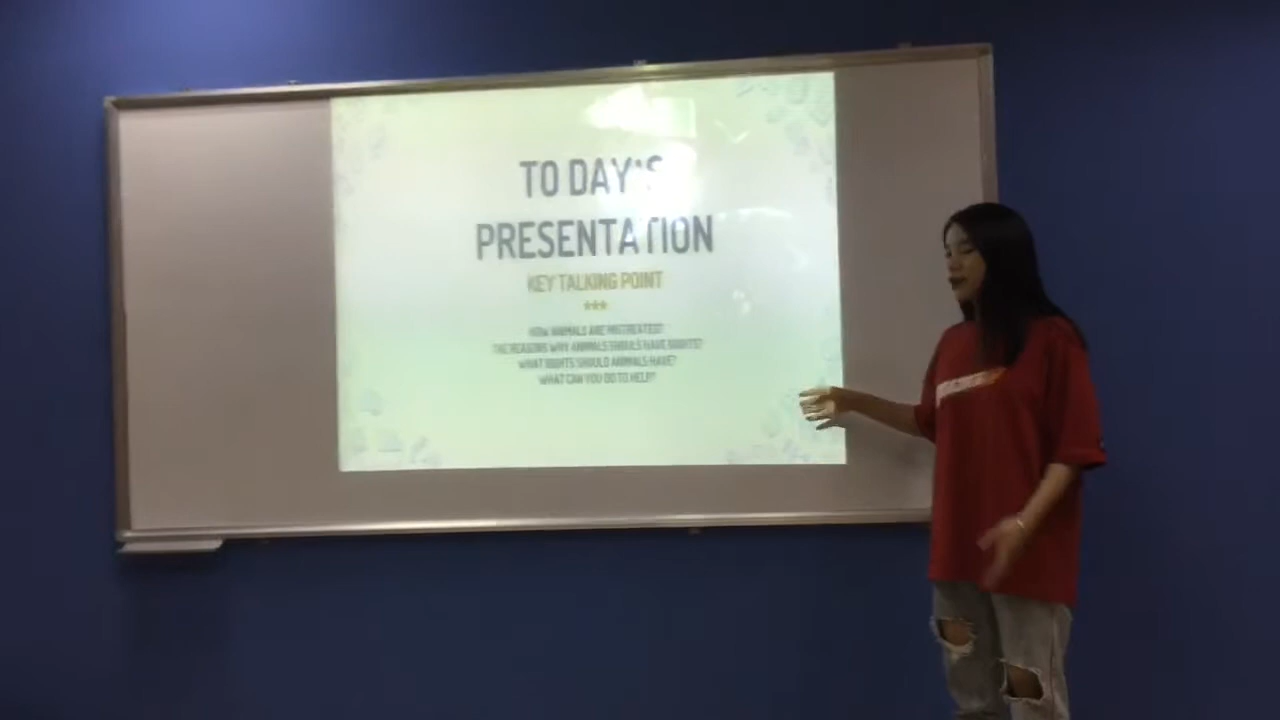 TO DAY'S
PRESENTATION
KEY TALKING POINT
***
HOW ANIMALS ARE MISTREATED?
THE REASONS WHY ANIMALS SHOULD HAVE RIGHTS?
WHAT RIGHTS SHOULD ANIMALS HAVE?
WHAT CAN YOU DO TO HELP?